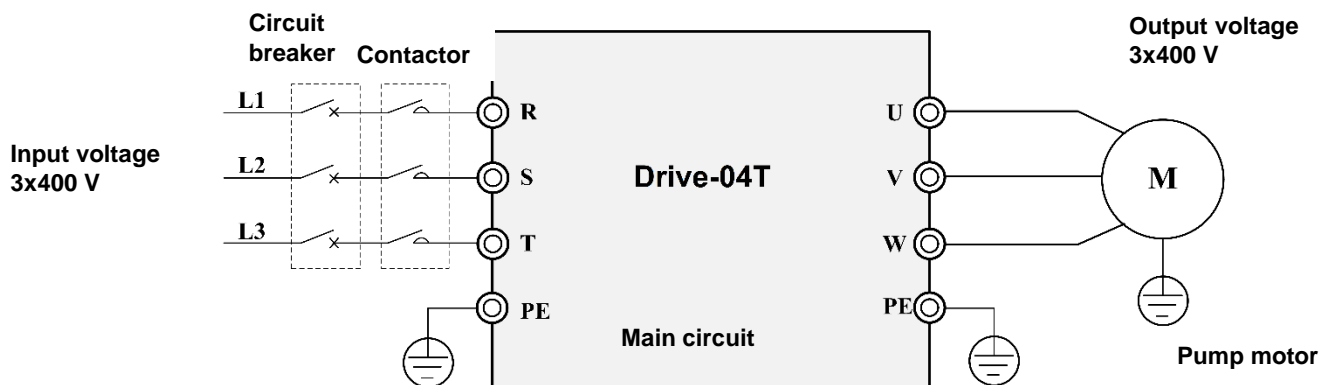 Circuit
breaker
Contactor
Output voltage
3x400 V
L1
R
U
Input voltage
3x400 V
L2
S
Drive-04T
V
M
L3
T
W
PE
PE
Main circuit
Pump motor